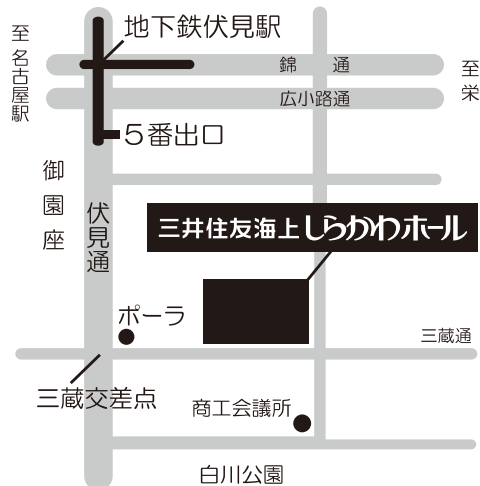 地下鉄伏見駅
至名古屋駅
錦　通
至栄
広小路通
5番出口
御園座
伏見通
三井住友海上しらかわホール
ポーラ
三蔵通
三蔵交差点
商工会議所
白川公園